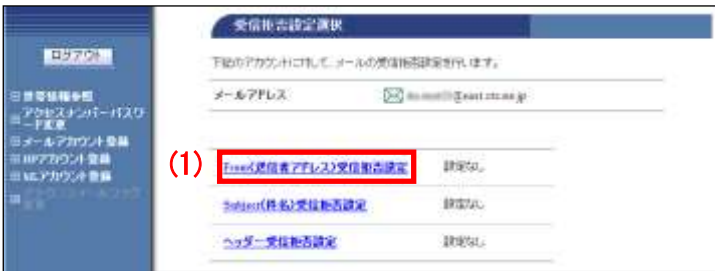 受信拒否設定選択
ログアウト
下記のアカウントに対して、メールの受信拒否設定を行います。
メールアドレス
アクセスナンバーパスワ
ード変更
メールアカウント登録
HPアカウント登録
MLアカウント登録
(1)
From(送信者アドレス)受信拒否設定 設定なし
Subject(件名)受信拒否設定 設定なし
ヘッダー受信拒否設定 設定なし